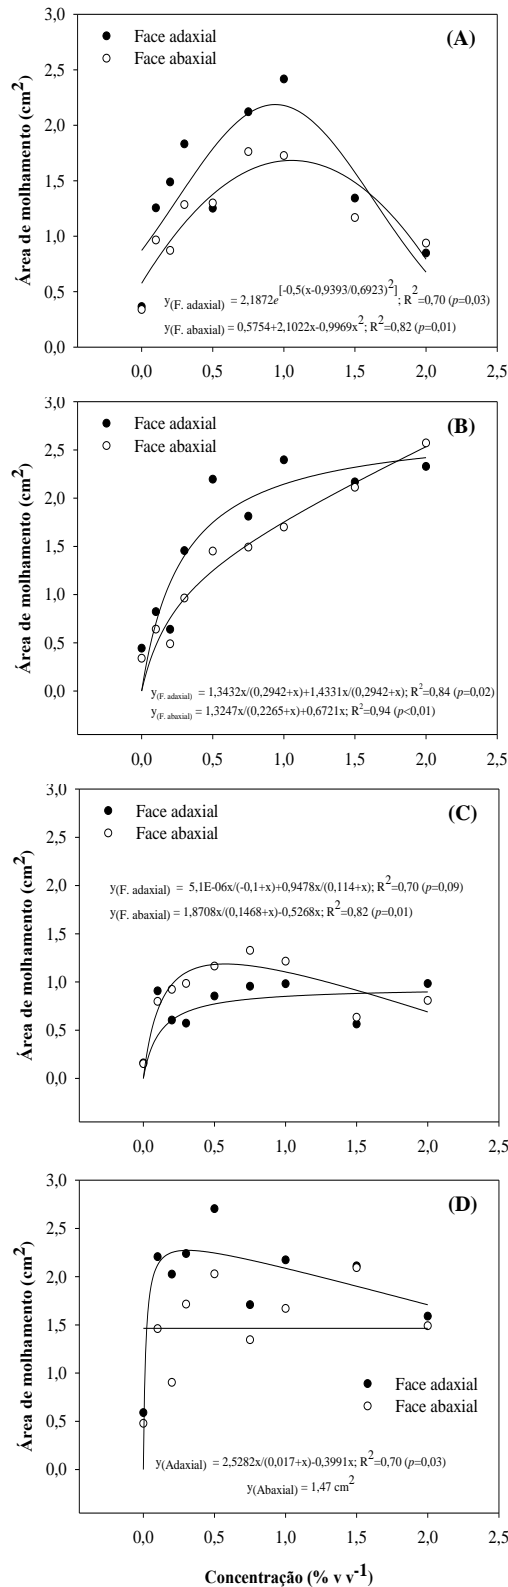 3,0
(A)
Face adaxial
Face abaxial
2,5
2,0
1,5
1,0
0,5
0,0
Área de molhamento (cm²)
y(F. adaxial) = 2,1872e[-0,5(x-0,9393/0,6923)²]; R²=0,70 (p=0,03)
y(F. abaxial) = 0,5754+2,1022x-0,9969x²; R²=0,82 (p=0,01)
0,0 0,5 1,0 1,5 2,0 2,5
3,0
(B)
Face adaxial
Face abaxial
2,5
2,0
1,5
1,0
0,5
0,0
Área de molhamento (cm²)
y(F. adaxial) = 1,3432x/(0,2942+x)+1,4331x/(0,2942+x); R²=0,84 (p=0,02)
y(F. abaxial) = 1,3247x/(0,2265+x)+0,6721x; R²=0,94 (p<0,01)
0,0 0,5 1,0 1,5 2,0 2,5
3,0
(C)
Face adaxial
Face abaxial
2,5
2,0
1,5
1,0
0,5
0,0
Área de molhamento (cm²)
y(F. adaxial) = 5,1E-06x/(-0,1+x)+0,9478x/(0,114+x); R²=0,70 (p=0,09)
y(F. abaxial) = 1,8708x/(0,1468+x)-0,5268x; R²=0,82 (p=0,01)
0,0 0,5 1,0 1,5 2,0 2,5
3,0
(D)
2,5
2,0
1,5
1,0
0,5
0,0
Área de molhamento (cm²)
Face adaxial
Face abaxial
y(Adaxial) = 2,5282x/(0,017+x)-0,3991x; R²=0,70 (p=0,03)
y(Abaxial) = 1,47 cm²
0,0 0,5 1,0 1,5 2,0 2,5
Concentração (% v v⁻¹)